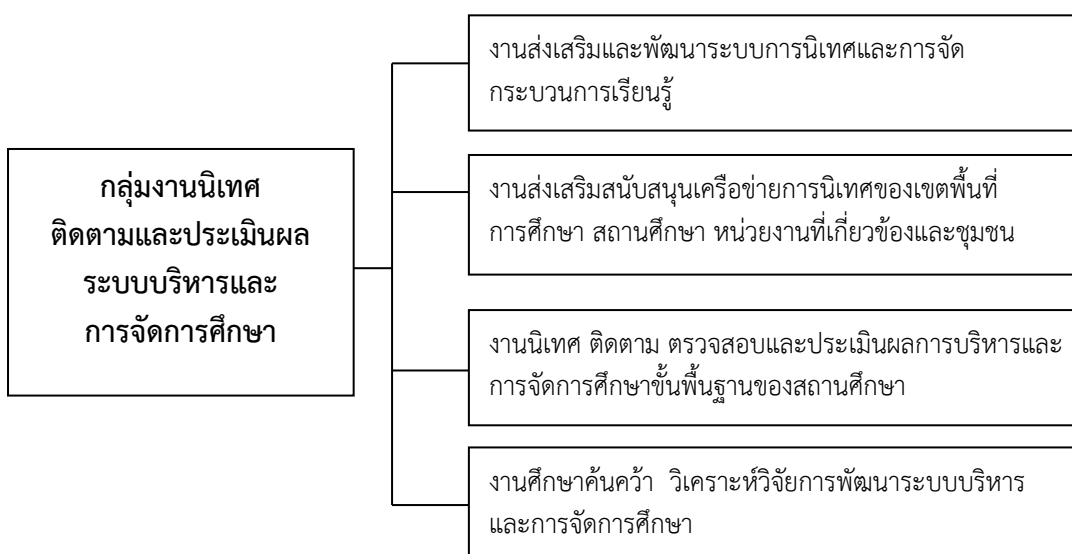 กลุ่มงานนิเทศ
ติดตามและประเมินผล
ระบบบริหารและ
การจัดการศึกษา
งานส่งเสริมและพัฒนาระบบการนิเทศและการจัด
กระบวนการเรียนรู้
งานส่งเสริมสนับสนุนเครือข่ายการนิเทศของเขตพื้นที่
การศึกษา สถานศึกษา หน่วยงานที่เกี่ยวข้องและชุมชน
งานนิเทศ ติดตาม ตรวจสอบและประเมินผลการบริหารและ
การจัดการศึกษาขั้นพื้นฐานของสถานศึกษา
งานศึกษาค้นคว้า วิเคราะห์วิจัยการพัฒนาระบบบริหาร
และการจัดการศึกษา